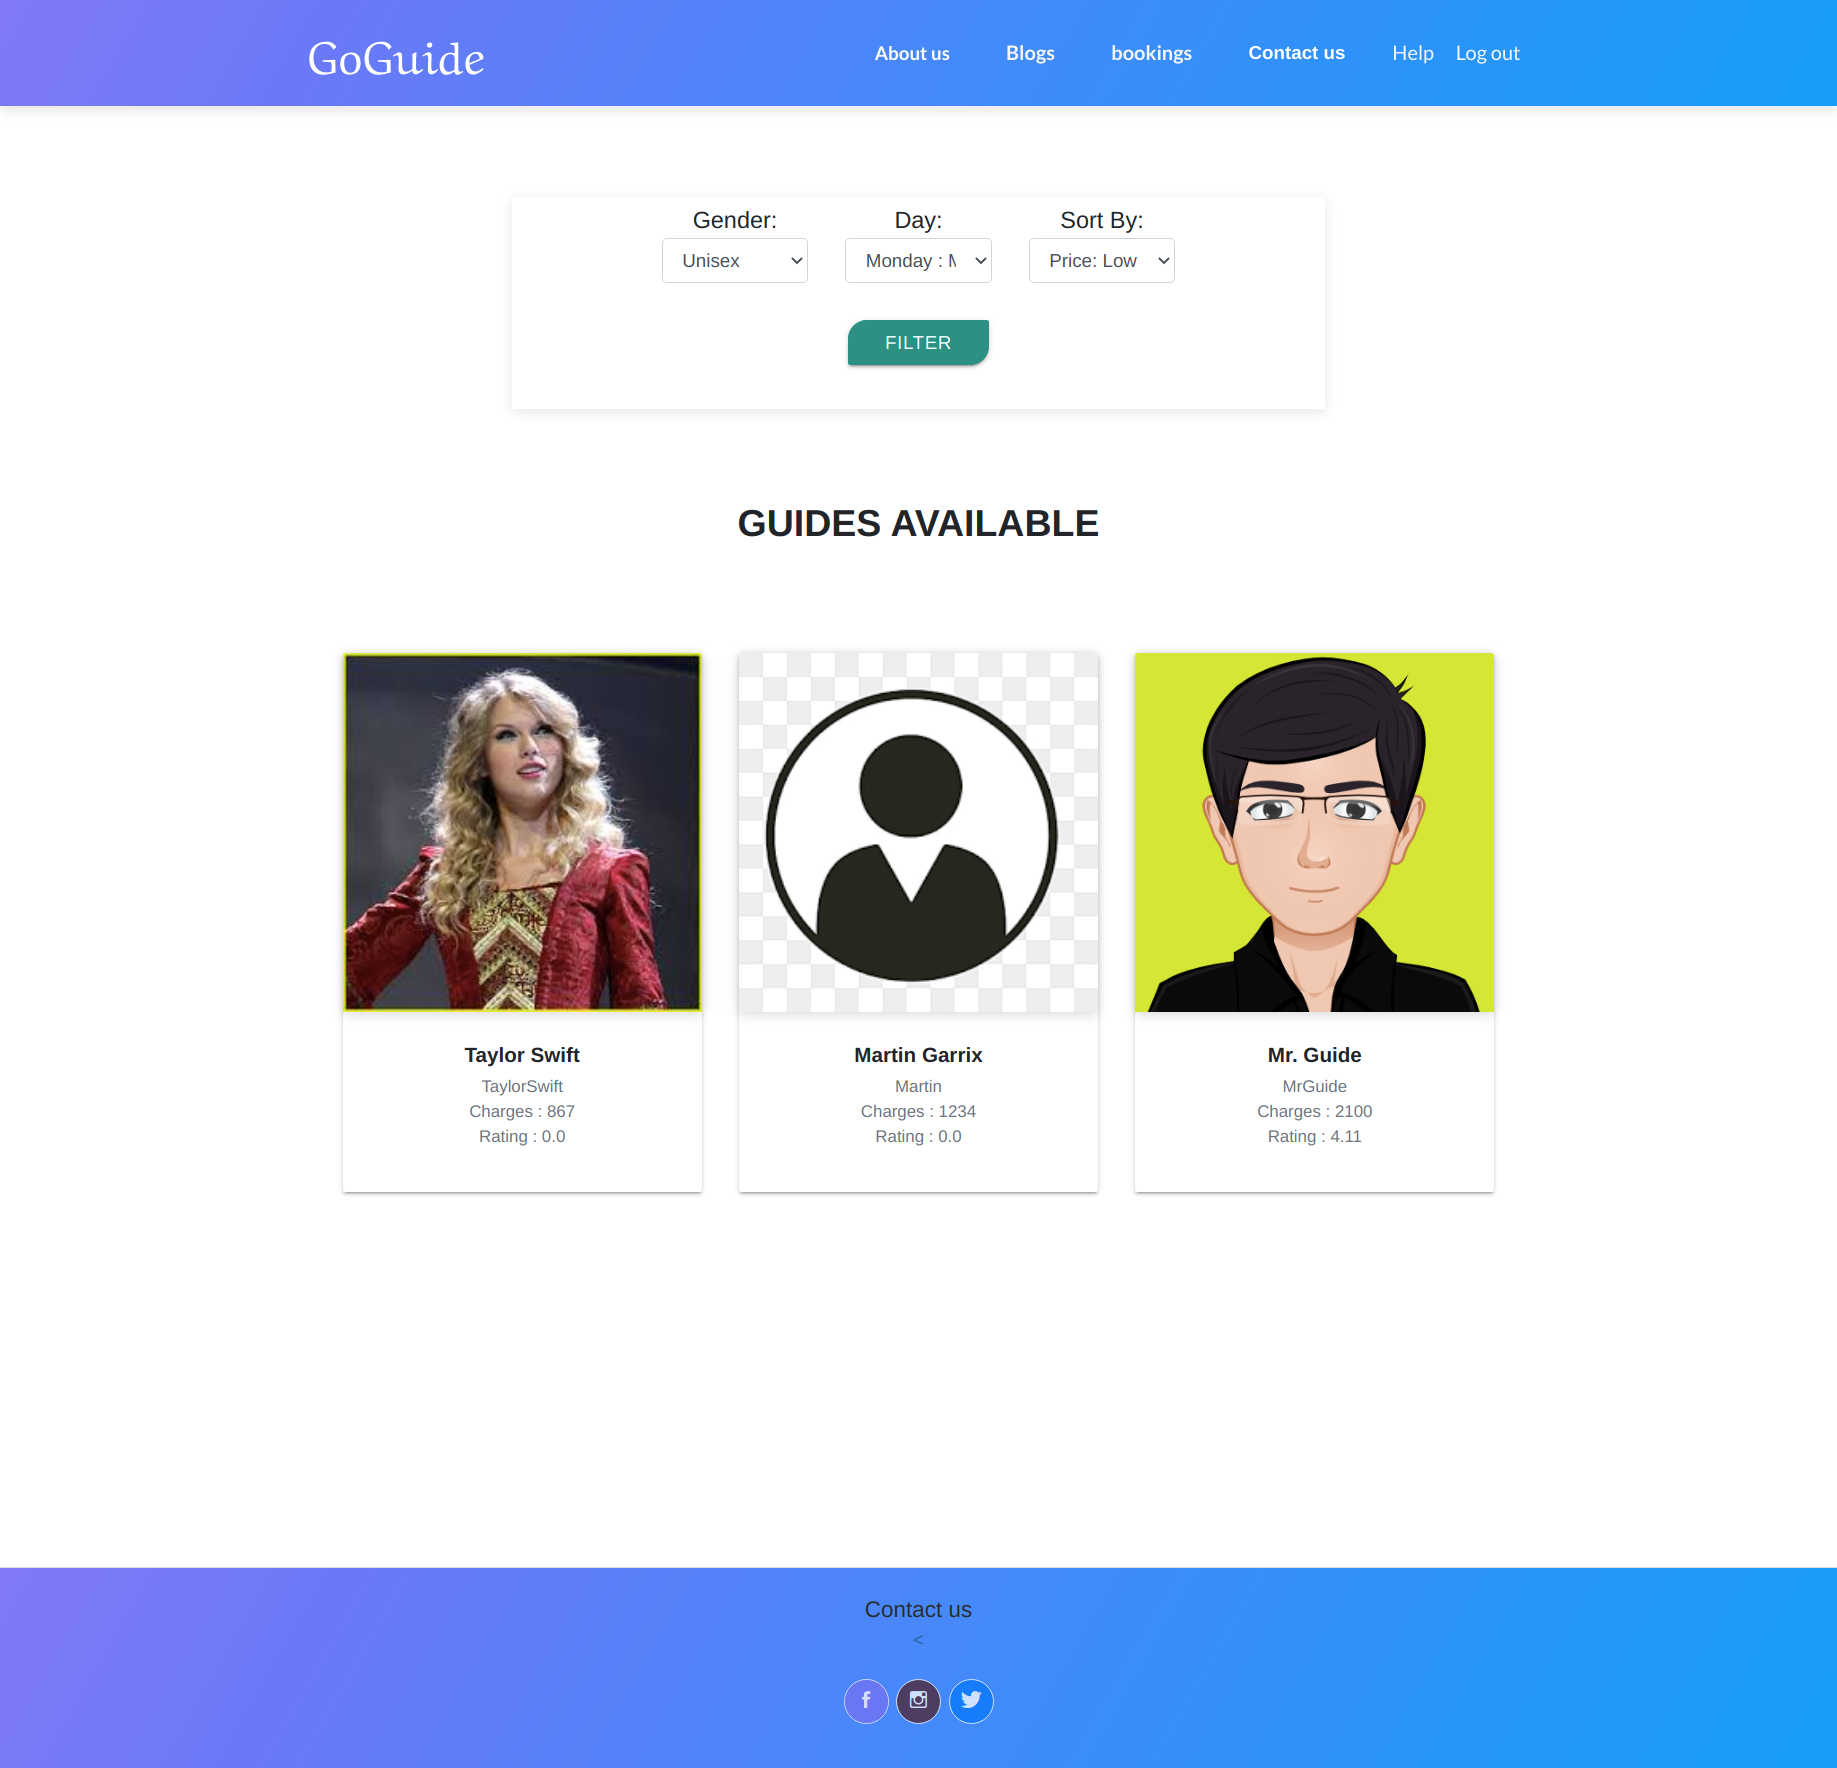 GoGuide
About us Blogs bookings Contact us Help Log out
Gender: Day: Sort By:
Unisex Monday : Price: Low
FILTER
GUIDES AVAILABLE
Taylor Swift
TaylorSwift
Charges : 867
Rating : 0.0
Martin Garrix
Martin
Charges : 1234
Rating : 0.0
Mr. Guide
MrGuide
Charges : 2100
Rating : 4.11
Contact us
<